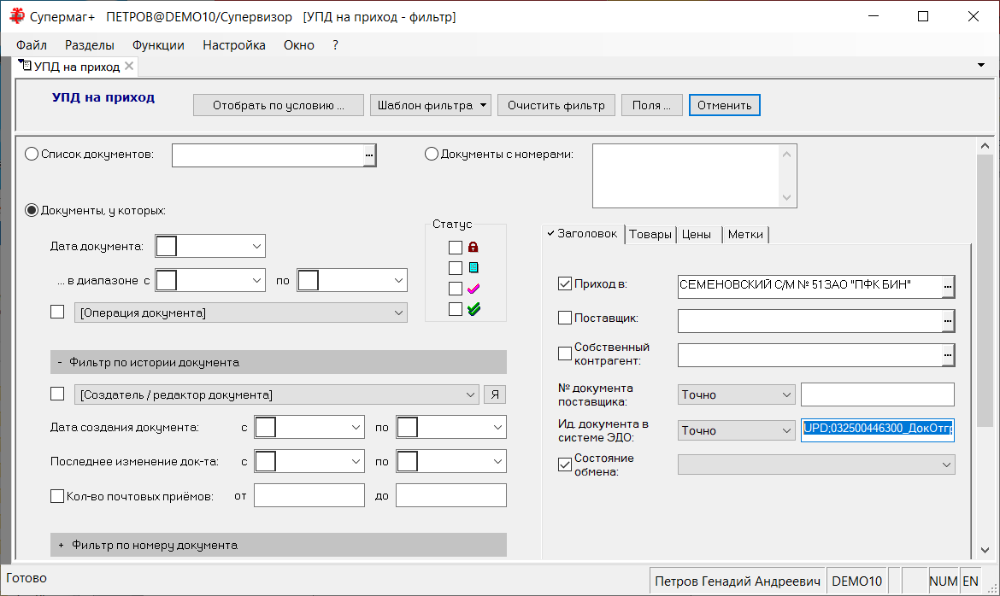 Супермаг+ ПЕТРОВ@DEMO10/Супервизор [УПД на приход - фильтр]
Файл Разделы Функции Настройка Окно ?
УПД на приход
УПД на приход Отобрать по условию ... Шаблон фильтра Очистить фильтр Поля ... Отменить
Список документов: ... Документы с номерами:
Документы, у которых:
Статус
Заголовок Товары Цены Метки
Дата документа:
... в диапазоне с по
[Операция документа]
Приход в: СЕМЕНОВСКИЙ С/М № 51ЗАО "ПФК БИН" ...
Поставщик: ...
Собственный
контрагент: ...
- Фильтр по истории документа
[Создатель / редактор документа] Я
№ документа
поставщика: Точно
Дата создания документа: с по
Ид. документа в
системе ЭДО: Точно UPD;032500446300_ДокОтгр
Последнее изменение док-та: с по
Состояние
обмена:
Кол-во почтовых приёмов: от до
+ Фильтр по номеру документа
Готово Петров Генадий Андреевич DEMO10 NUM EN